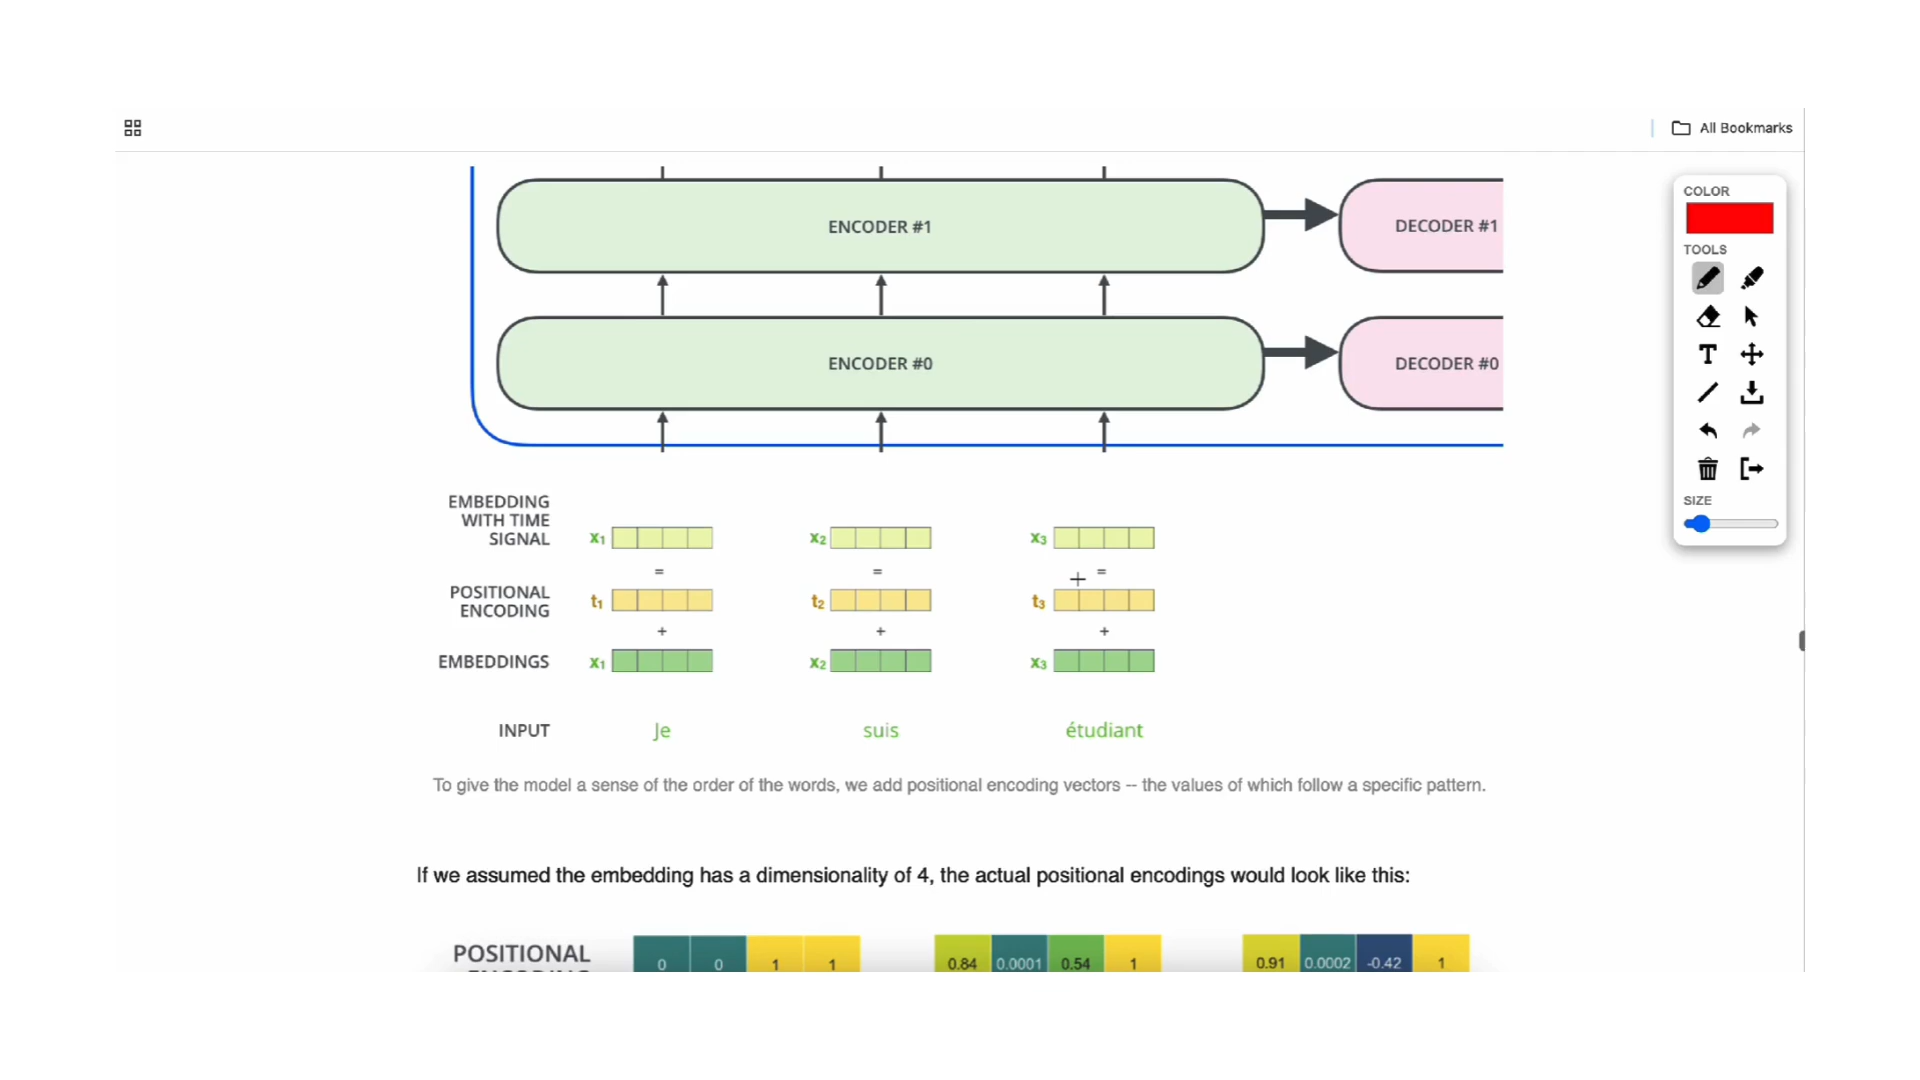 All Bookmarks
COLOR
TOOLS
T
SIZE
ENCODER #1
DECODER #1
ENCODER #0
DECODER #0
EMBEDDING
WITH TIME
SIGNAL
x1
x2
x3
=
=
=
POSITIONAL
ENCODING
t1
t2
t3
+
+
+
EMBEDDINGS
x1
x2
x3
INPUT
Je
suis
étudiant
To give the model a sense of the order of the words, we add positional encoding vectors -- the values of which follow a specific pattern.
If we assumed the embedding has a dimensionality of 4, the actual positional encodings would look like this:
POSITIONAL
ENCODING
0 0 1 1
0.84 0.0001 0.54 1
0.91 0.0002 -0.42 1